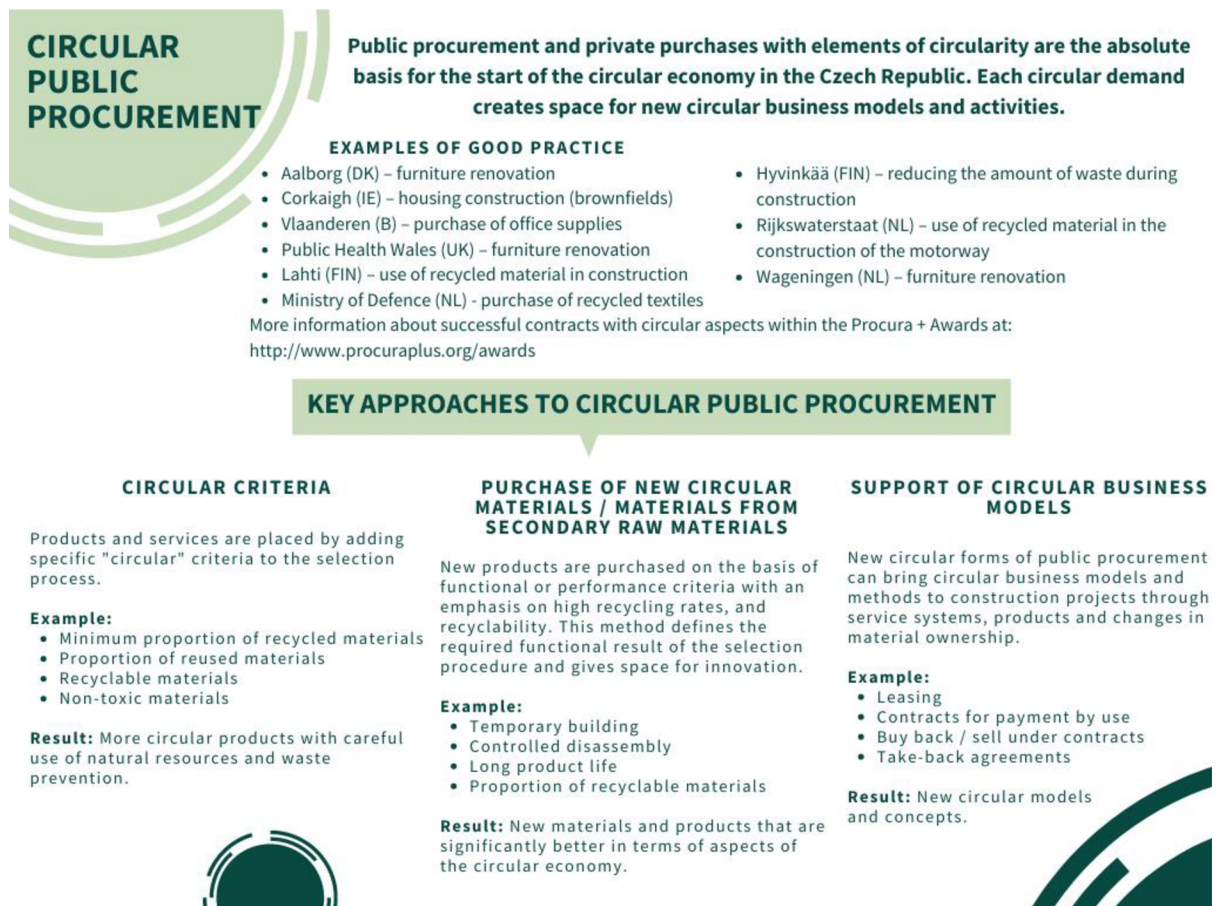 CIRCULAR
PUBLIC
PROCUREMENT
Public procurement and private purchases with elements of circularity are the absolute
basis for the start of the circular economy in the Czech Republic. Each circular demand
creates space for new circular business models and activities.
EXAMPLES OF GOOD PRACTICE
• Aalborg (DK) – furniture renovation
• Corkaigh (IE) – housing construction (brownfields)
• Vlaanderen (B) – purchase of office supplies
• Public Health Wales (UK) – furniture renovation
• Lahti (FIN) – use of recycled material in construction
• Ministry of Defence (NL) - purchase of recycled textiles
• Hyvinkää (FIN) – reducing the amount of waste during
construction
• Rijkswaterstaat (NL) – use of recycled material in the
construction of the motorway
• Wageningen (NL) – furniture renovation
More information about successful contracts with circular aspects within the Procura + Awards at:
http://www.procuraplus.org/awards
KEY APPROACHES TO CIRCULAR PUBLIC PROCUREMENT
CIRCULAR CRITERIA
Products and services are placed by adding
specific "circular" criteria to the selection
process.
Example:
• Minimum proportion of recycled materials
• Proportion of reused materials
• Recyclable materials
• Non-toxic materials
Result: More circular products with careful
use of natural resources and waste
prevention.
PURCHASE OF NEW CIRCULAR
MATERIALS / MATERIALS FROM
SECONDARY RAW MATERIALS
New products are purchased on the basis of
functional or performance criteria with an
emphasis on high recycling rates, and
recyclability. This method defines the
required functional result of the selection
procedure and gives space for innovation.
Example:
• Temporary building
• Controlled disassembly
• Long product life
• Proportion of recyclable materials
Result: New materials and products that are
significantly better in terms of aspects of
the circular economy.
SUPPORT OF CIRCULAR BUSINESS
MODELS
New circular forms of public procurement
can bring circular business models and
methods to construction projects through
service systems, products and changes in
material ownership.
Example:
• Leasing
• Contracts for payment by use
• Buy back / sell under contracts
• Take-back agreements
Result: New circular models
and concepts.